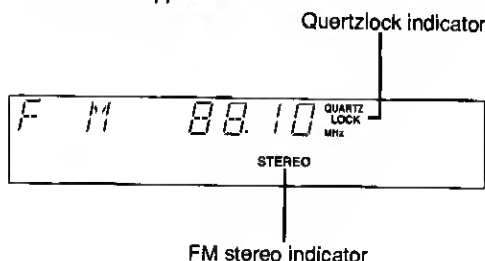 Quertzlock indicator
F M 88.10 QUARTZ
LOCK
MHz
STEREO
FM stereo indicator